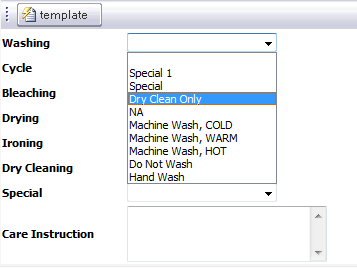 template
Washing
Cycle
Bleaching
Drying
Ironing
Dry Cleaning
Special
Care Instruction
Special 1
Special
Dry Clean Only
NA
Machine Wash, COLD
Machine Wash, WARM
Machine Wash, HOT
Do Not Wash
Hand Wash